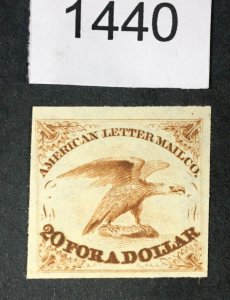 1440
AMERICAN LETTER MAIL CO.
20 FOR A DOLLAR